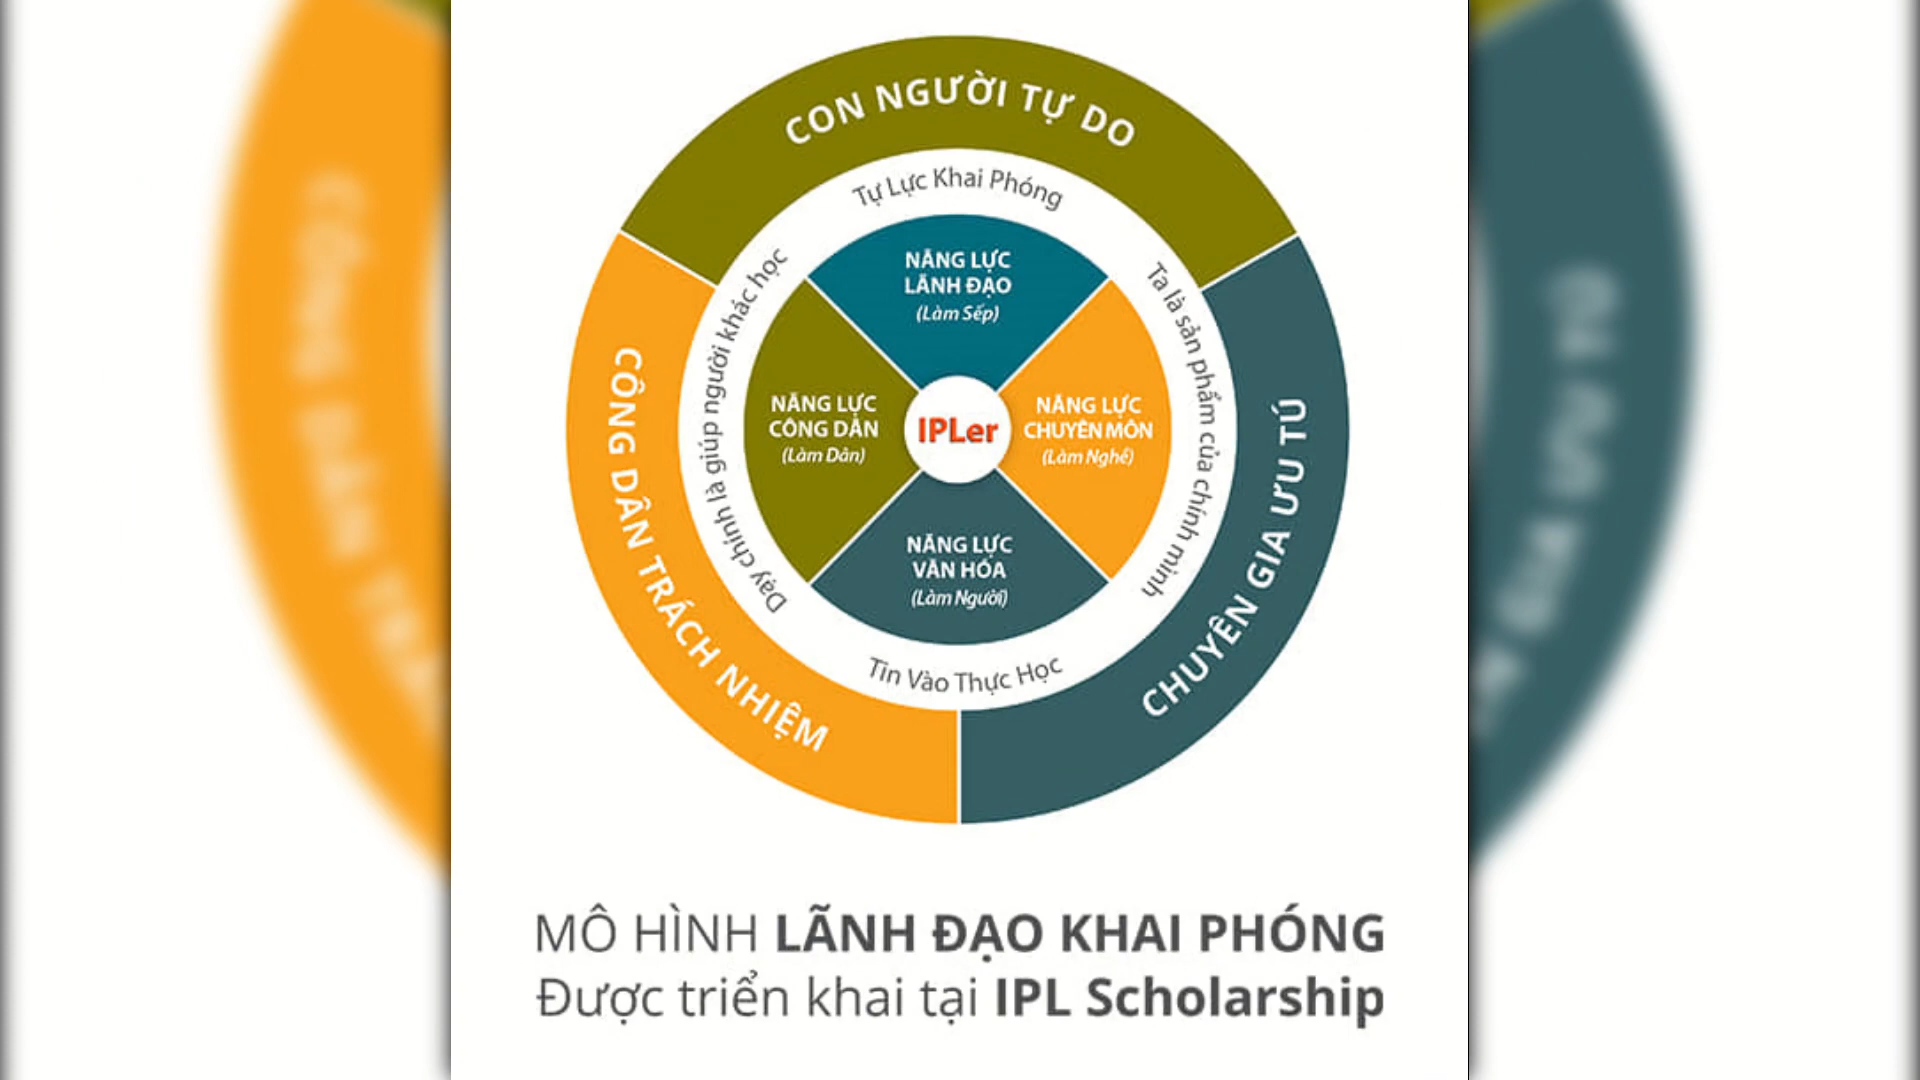 CON NGƯỜI TỰ DO
Tự Lực Khai Phóng
NĂNG LỰC
LÃNH ĐẠO
(Làm Sếp)
CÔNG DÂN TRÁCH NHIỆM
Dạy chính là giúp người khác học
NĂNG LỰC
CÔNG DÂN
(Làm Dân)
IPLer
NĂNG LỰC
CHUYÊN MÔN
(Làm Nghề)
Ta là sản phẩm của chính mình
CHUYÊN GIA ƯU TÚ
NĂNG LỰC
VĂN HÓA
(Làm Người)
Tin Vào Thực Học
MÔ HÌNH LÃNH ĐẠO KHAI PHÓNG
Được triển khai tại IPL Scholarship